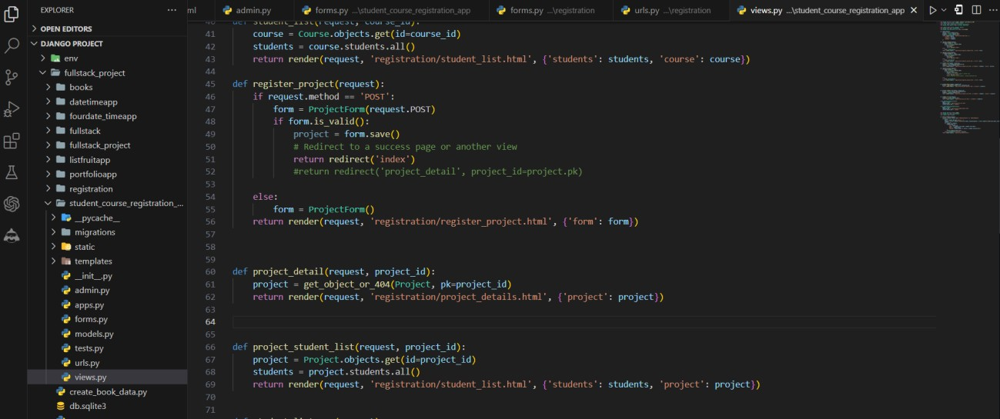 EXPLORER
OPEN EDITORS
DJANGO PROJECT
env
fullstack_project
books
datetimeapp
fourdate_timeapp
fullstack
fullstack_project
listfruitapp
portfolioapp
registration
student_course_registration_...
__pycache__
migrations
static
templates
__init__.py
admin.py
apps.py
forms.py
models.py
tests.py
urls.py
views.py
create_book_data.py
db.sqlite3
ml
admin.py
forms.py ...\student_course_registration_app
forms.py ...\registration
urls.py ...\registration
views.py ...\student_course_registration_app
40 def student_list(request, course_id):
41     course = Course.objects.get(id=course_id)
42     students = course.students.all()
43     return render(request, 'registration/student_list.html', {'students': students, 'course': course})
44
45 def register_project(request):
46     if request.method == 'POST':
47         form = ProjectForm(request.POST)
48         if form.is_valid():
49             project = form.save()
50             # Redirect to a success page or another view
51             return redirect('index')
52             #return redirect('project_detail', project_id=project.pk)
53
54     else:
55         form = ProjectForm()
56     return render(request, 'registration/register_project.html', {'form': form})
57
58
59
60 def project_detail(request, project_id):
61     project = get_object_or_404(Project, pk=project_id)
62     return render(request, 'registration/project_details.html', {'project': project})
63
64
65
66 def project_student_list(request, project_id):
67     project = Project.objects.get(id=project_id)
68     students = project.students.all()
69     return render(request, 'registration/student_list.html', {'students': students, 'project': project})
70
71